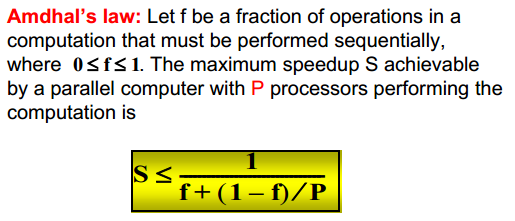 Amdhal's law: Let f be a fraction of operations in a
computation that must be performed sequentially,
where 0≤f≤1. The maximum speedup S achievable
by a parallel computer with P processors performing the
computation is
S ≤ 1
f + (1 – f)/P